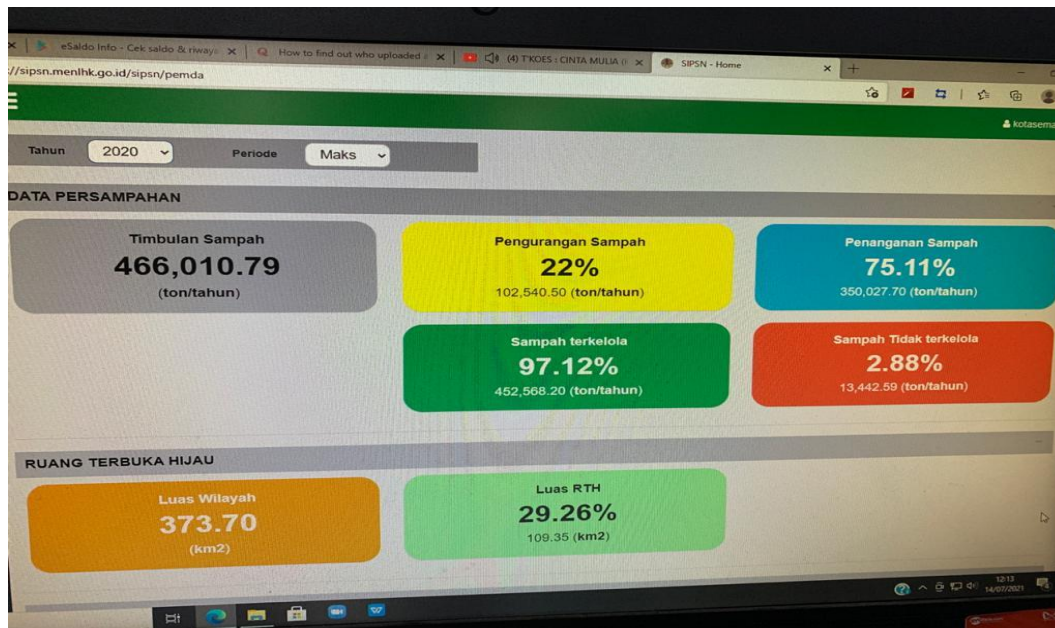 eSaldo Info - Cek saldo & riwaya
How to find out who uploaded a
(4) T'KOES : CINTA MULIA (
SIPSN - Home
://sipsn.menlhk.go.id/sipsn/pemda
kotasema
Tahun 2020 Periode Maks
DATA PERSAMPAHAN
Timbulan Sampah
466,010.79
(ton/tahun)
Pengurangan Sampah
22%
102,540.50 (ton/tahun)
Penanganan Sampah
75.11%
350,027.70 (ton/tahun)
Sampah terkelola
97.12%
452,568.20 (ton/tahun)
Sampah Tidak terkelola
2.88%
13,442.59 (ton/tahun)
RUANG TERBUKA HIJAU
Luas Wilayah
373.70
(km2)
Luas RTH
29.26%
109.35 (km2)
12:13
14/07/2021